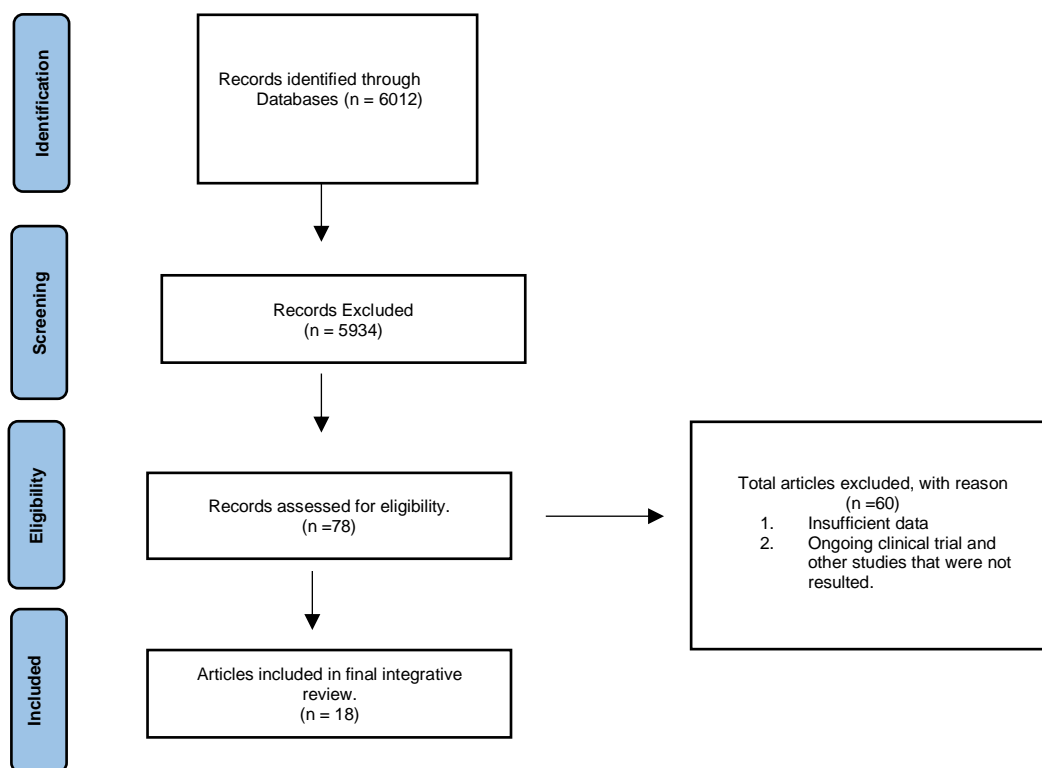 Identification
Records identified through
Databases (n = 6012)
Screening
Records Excluded
(n = 5934)
Eligibility
Records assessed for eligibility.
(n =78)
Total articles excluded, with reason
(n =60)
1. Insufficient data
2. Ongoing clinical trial and
other studies that were not
resulted.
Included
Articles included in final integrative
review.
(n = 18)